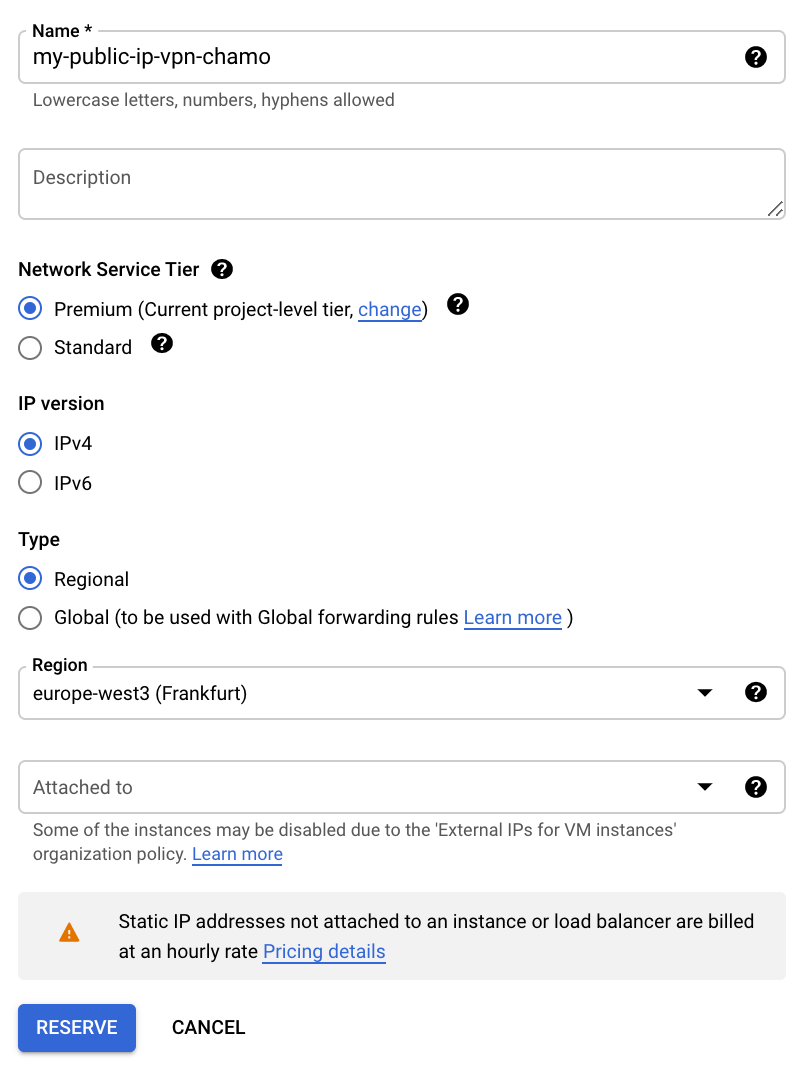 Name *
my-public-ip-vpn-chamo
Lowercase letters, numbers, hyphens allowed
Description
Network Service Tier
Premium (Current project-level tier, change)
Standard
IP version
IPv4
IPv6
Type
Regional
Global (to be used with Global forwarding rules Learn more )
Region
europe-west3 (Frankfurt)
Attached to
Some of the instances may be disabled due to the 'External IPs for VM instances'
organization policy. Learn more
Static IP addresses not attached to an instance or load balancer are billed
at an hourly rate Pricing details
RESERVE CANCEL